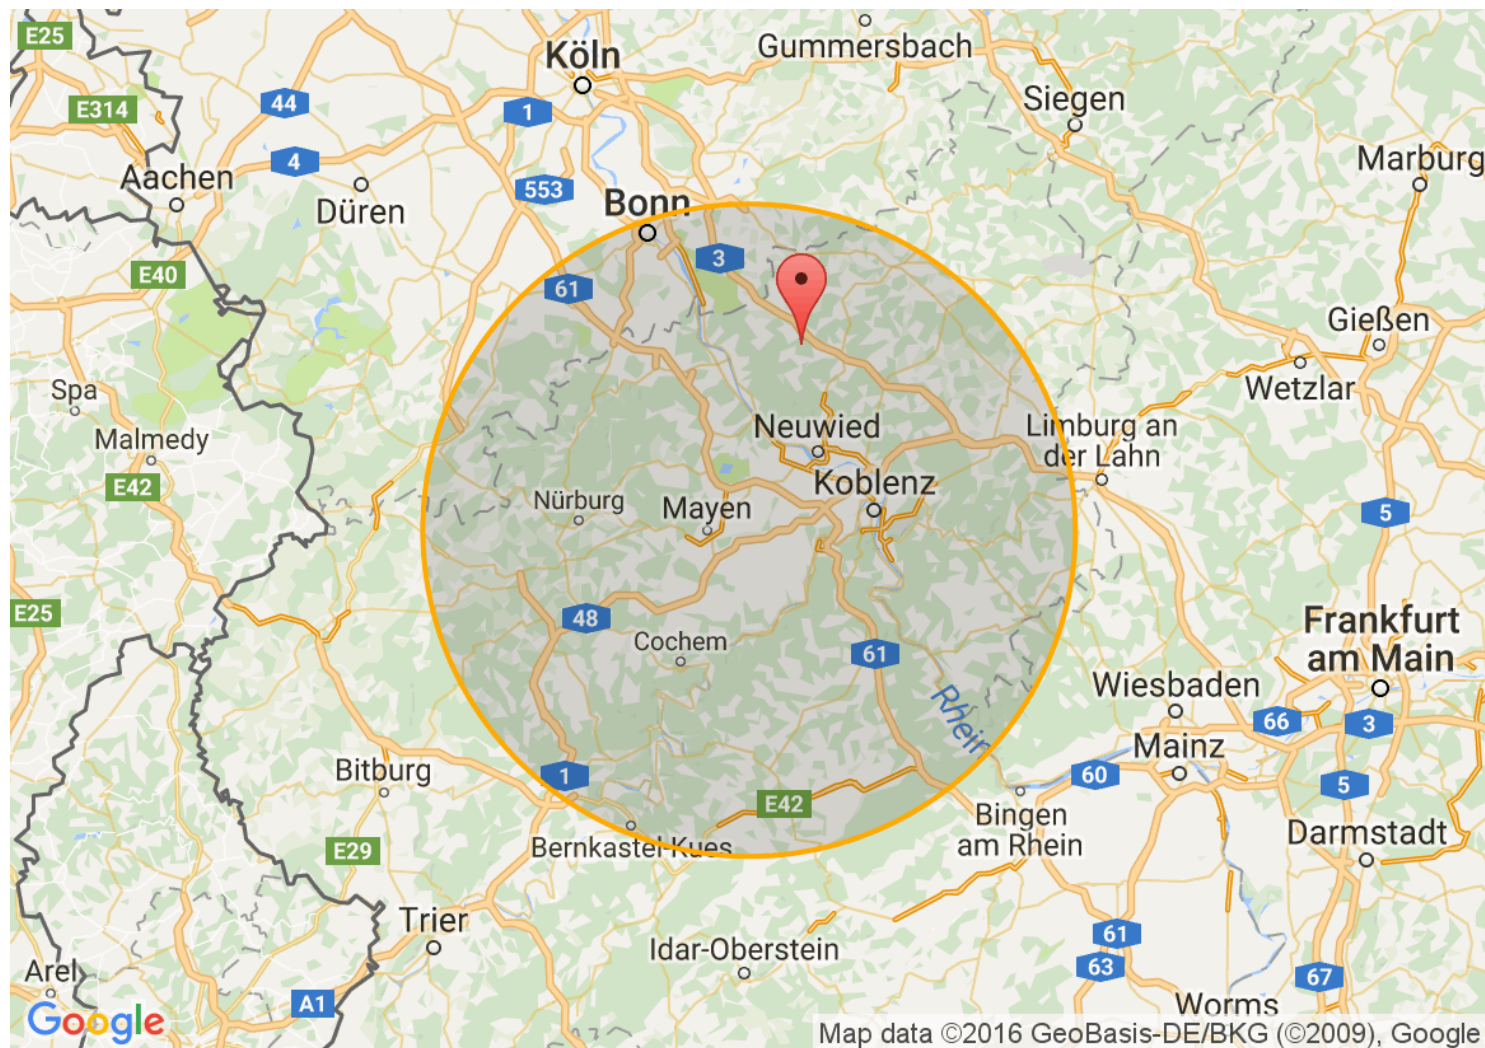 E25
Köln
Gummersbach
E314
44
1
Siegen
4
Aachen
553
Düren
Bonn
Marburg
E40
3
61
Gießen
Spa
Wetzlar
Malmedy
Neuwied
Limburg an
der Lahn
E42
Nürburg
Mayen
Koblenz
5
E25
48
Cochem
61
Frankfurt
am Main
Wiesbaden
Rhein
66
3
Mainz
Bitburg
1
60
5
E42
Bingen
am Rhein
Bernkastel-Kues
E29
Darmstadt
Trier
Idar-Oberstein
61
63
67
Arel
A1
Worms
Google
Map data ©2016 GeoBasis-DE/BKG (©2009), Google